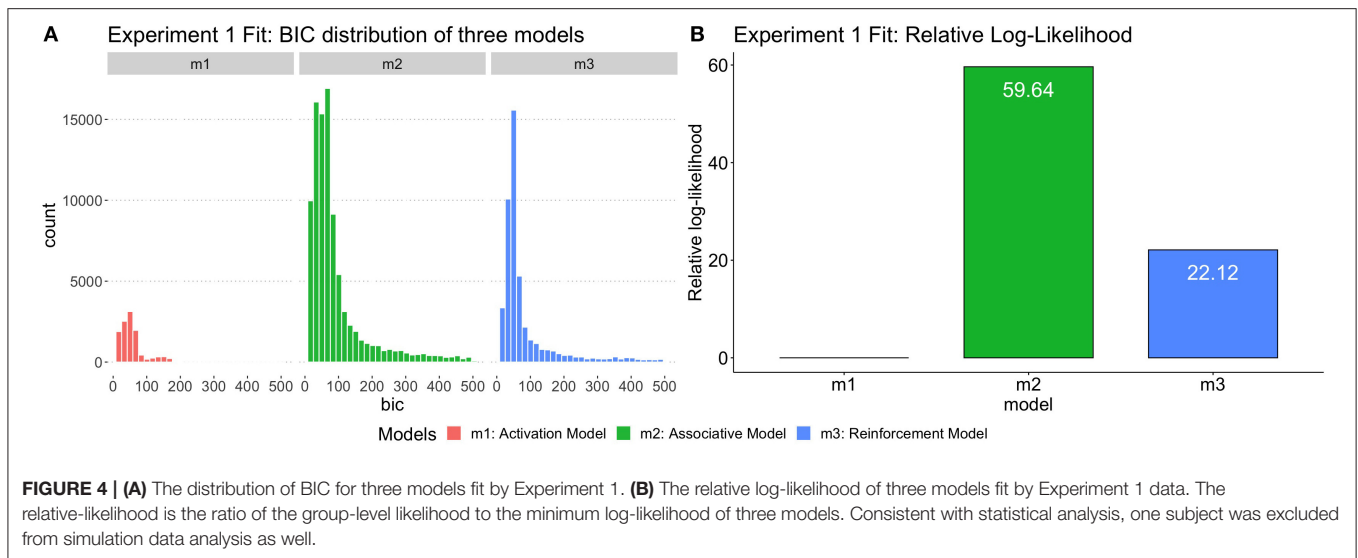 A Experiment 1 Fit: BIC distribution of three models
m1 m2 m3
15000
10000
5000
0
count
0 100 200 300 400 500 0 100 200 300 400 500 0 100 200 300 400 500
bic
B Experiment 1 Fit: Relative Log-Likelihood
60
40
20
0
Relative log-likelihood
59.64
22.12
m1 m2 m3
model
Models m1: Activation Model m2: Associative Model m3: Reinforcement Model
FIGURE 4 | (A) The distribution of BIC for three models fit by Experiment 1. (B) The relative log-likelihood of three models fit by Experiment 1 data. The
relative-likelihood is the ratio of the group-level likelihood to the minimum log-likelihood of three models. Consistent with statistical analysis, one subject was excluded
from simulation data analysis as well.